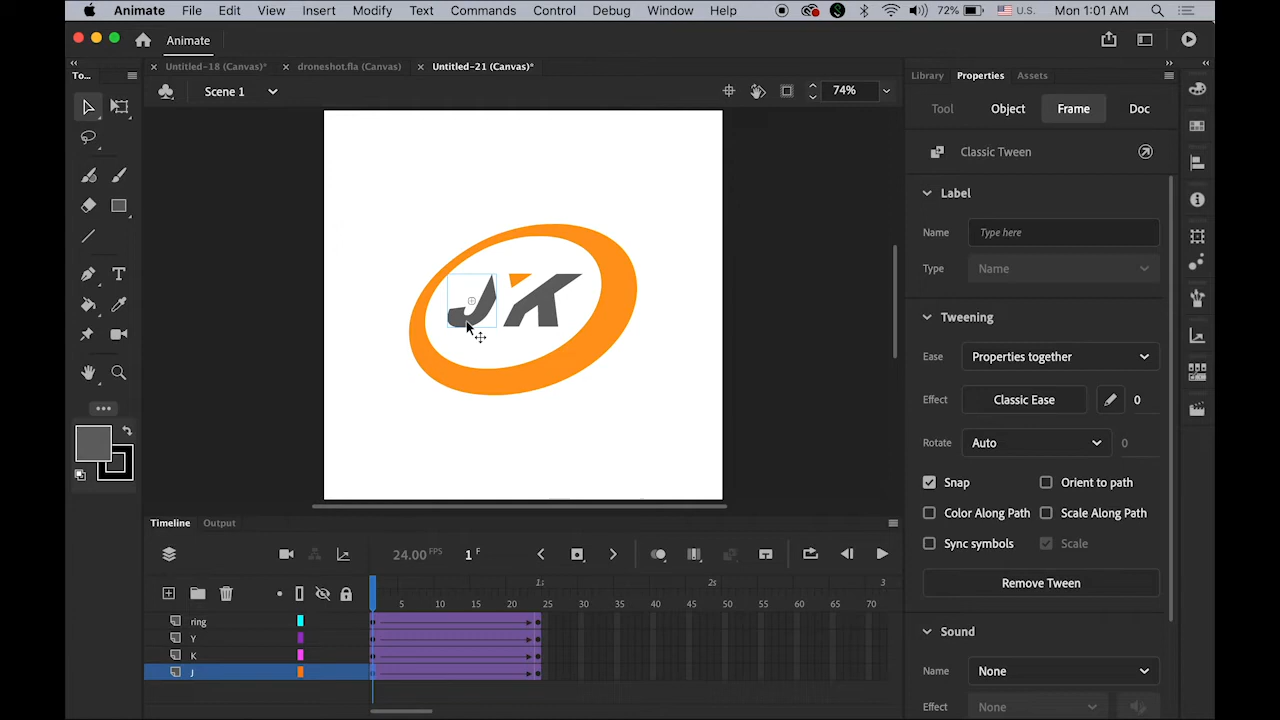 Animate File Edit View Insert Modify Text Commands Control Debug Window Help 72% U.S. Mon 1:01 AM
Animate
To...
Untitled-18 (Canvas)* droneshot.fla (Canvas) Untitled-21 (Canvas)*
Scene 1 74%
JK
Library Properties Assets
Tool Object Frame Doc
Classic Tween
Label
Name Type here
Type Name
Tweening
Ease Properties together
Effect Classic Ease 0
Rotate Auto 0
Snap Orient to path
Color Along Path Scale Along Path
Sync symbols Scale
Remove Tween
Sound
Name None
Effect None
Timeline Output
24.00 FPS 1 F
1s 2s 3
5 10 15 20 25 30 35 40 45 50 55 60 65 70
ring
Y
K
J